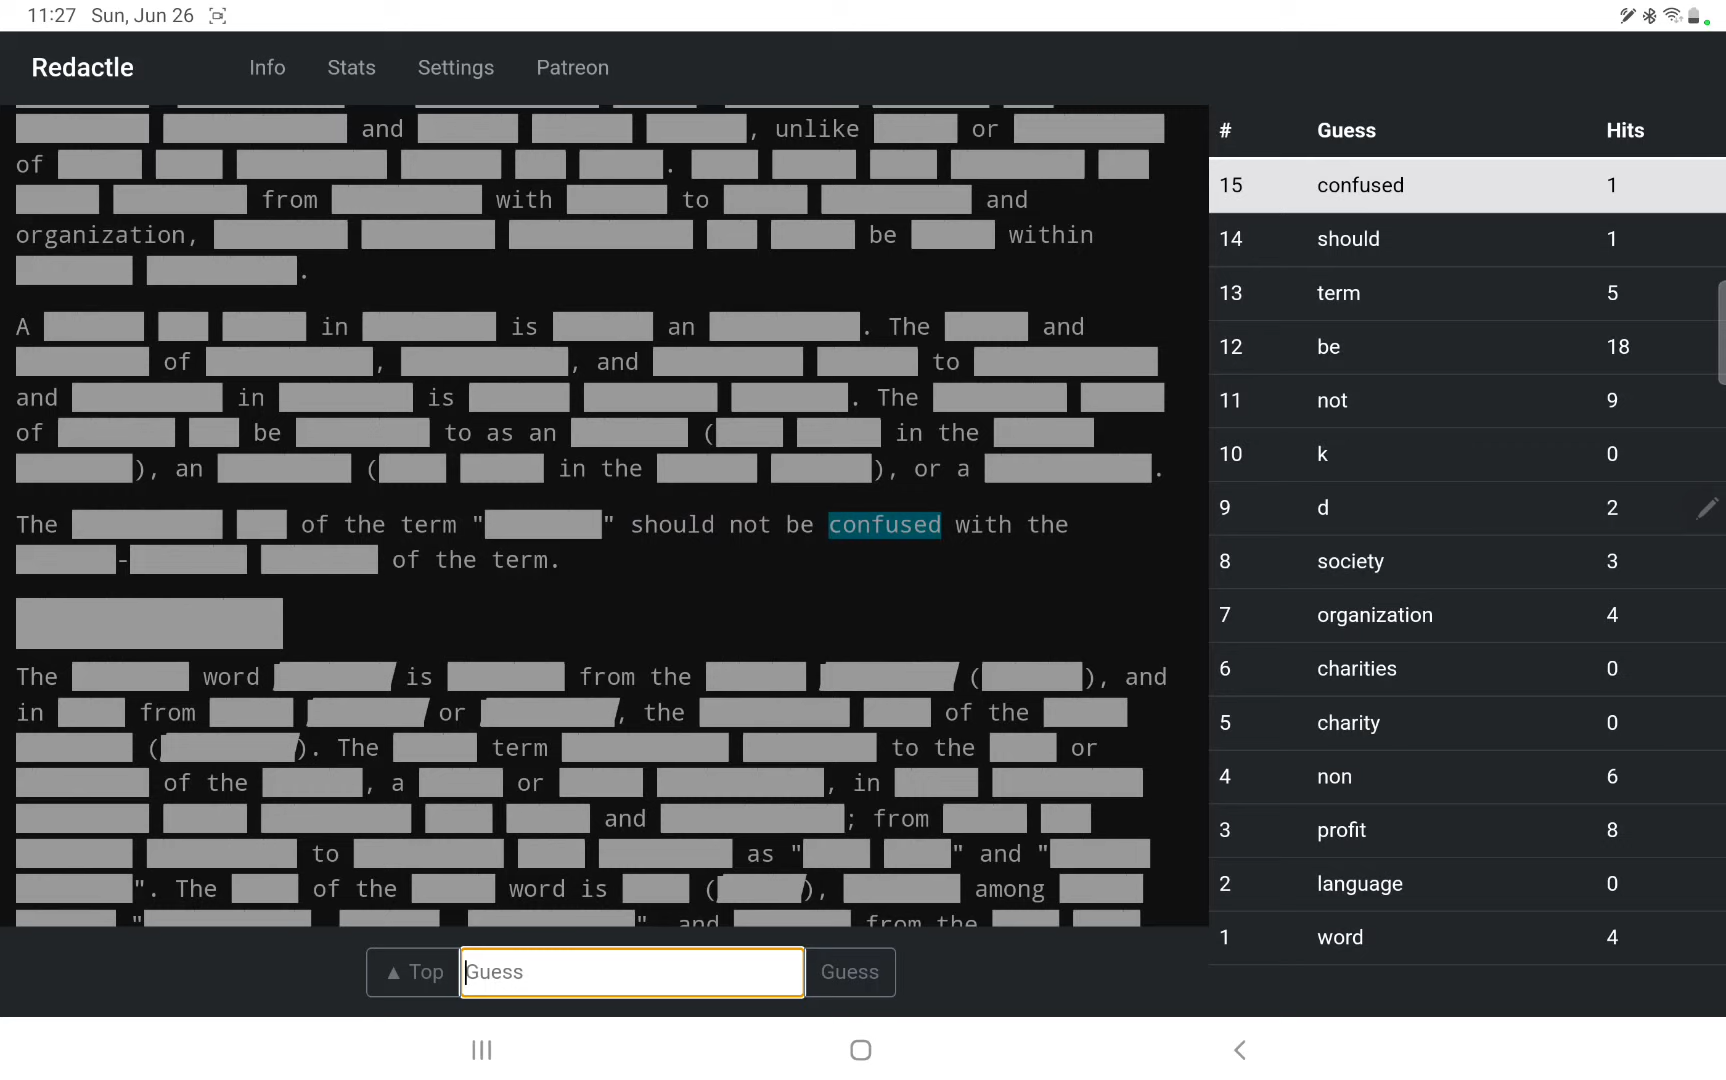 11:27 Sun, Jun 26
Redactle Info Stats Settings Patreon
and , unlike or
of .
from with to and
organization, be within
.
A in is an . The and
of , , and to
and in is . The
of be to as an ( in the
), an ( in the ), or a .
The of the term " " should not be confused with the
- of the term.
The word is from the ( ), and
in from or , the of the
( ). The term to the or
of the , a or , in
and ; from
to as " " and "
". The of the word is ( ), among
" , ", and from the
# Guess Hits
15 confused 1
14 should 1
13 term 5
12 be 18
11 not 9
10 k 0
9 d 2
8 society 3
7 organization 4
6 charities 0
5 charity 0
4 non 6
3 profit 8
2 language 0
1 word 4
▲ Top Guess Guess